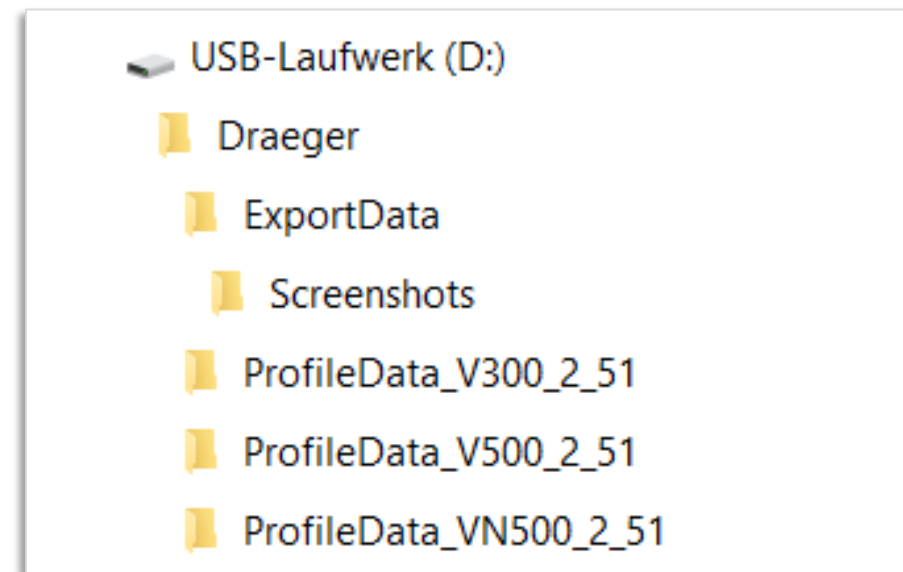 USB-Laufwerk (D:)
Draeger
ExportData
Screenshots
ProfileData_V300_2_51
ProfileData_V500_2_51
ProfileData_VN500_2_51